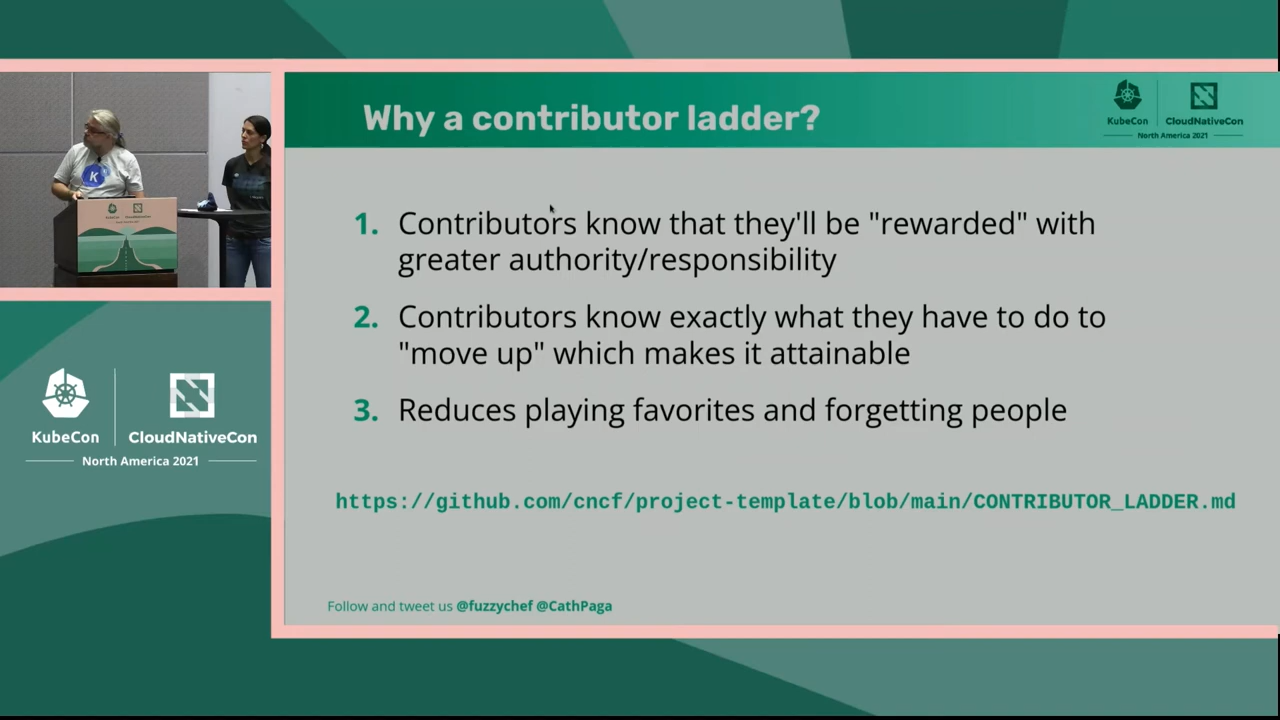 Why a contributor ladder?
KubeCon
CloudNativeCon
North America 2021
1. Contributors know that they'll be "rewarded" with
greater authority/responsibility
2. Contributors know exactly what they have to do to
"move up" which makes it attainable
3. Reduces playing favorites and forgetting people
https://github.com/cncf/project-template/blob/main/CONTRIBUTOR_LADDER.md
Follow and tweet us @fuzzychef @CathPaga
K
KubeCon
CloudNativeCon
North America 2021